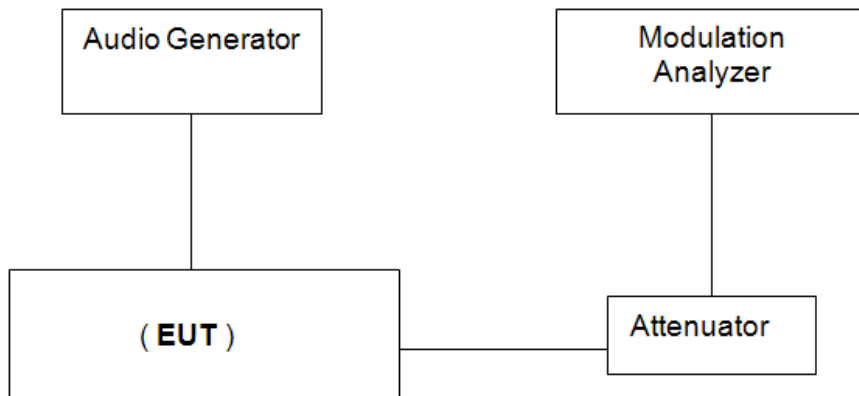 Audio Generator
Modulation
Analyzer
( EUT )
Attenuator